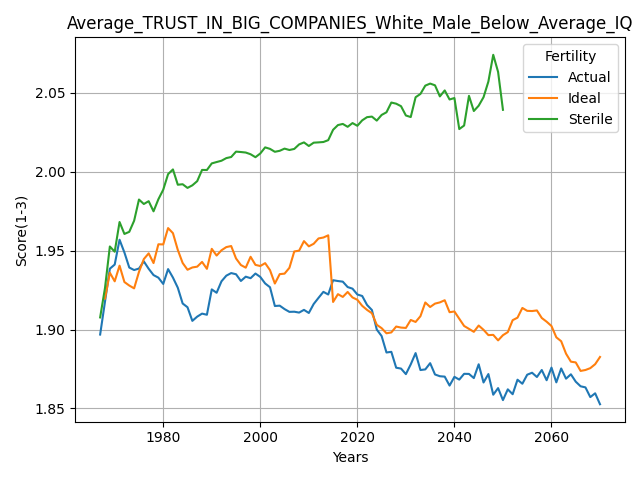 Average_TRUST_IN_BIG_COMPANIES_White_Male_Below_Average_IQ
Fertility
Actual
Ideal
Sterile
Score(1-3)
2.05
2.00
1.95
1.90
1.85
1980
2000
2020
2040
2060
Years